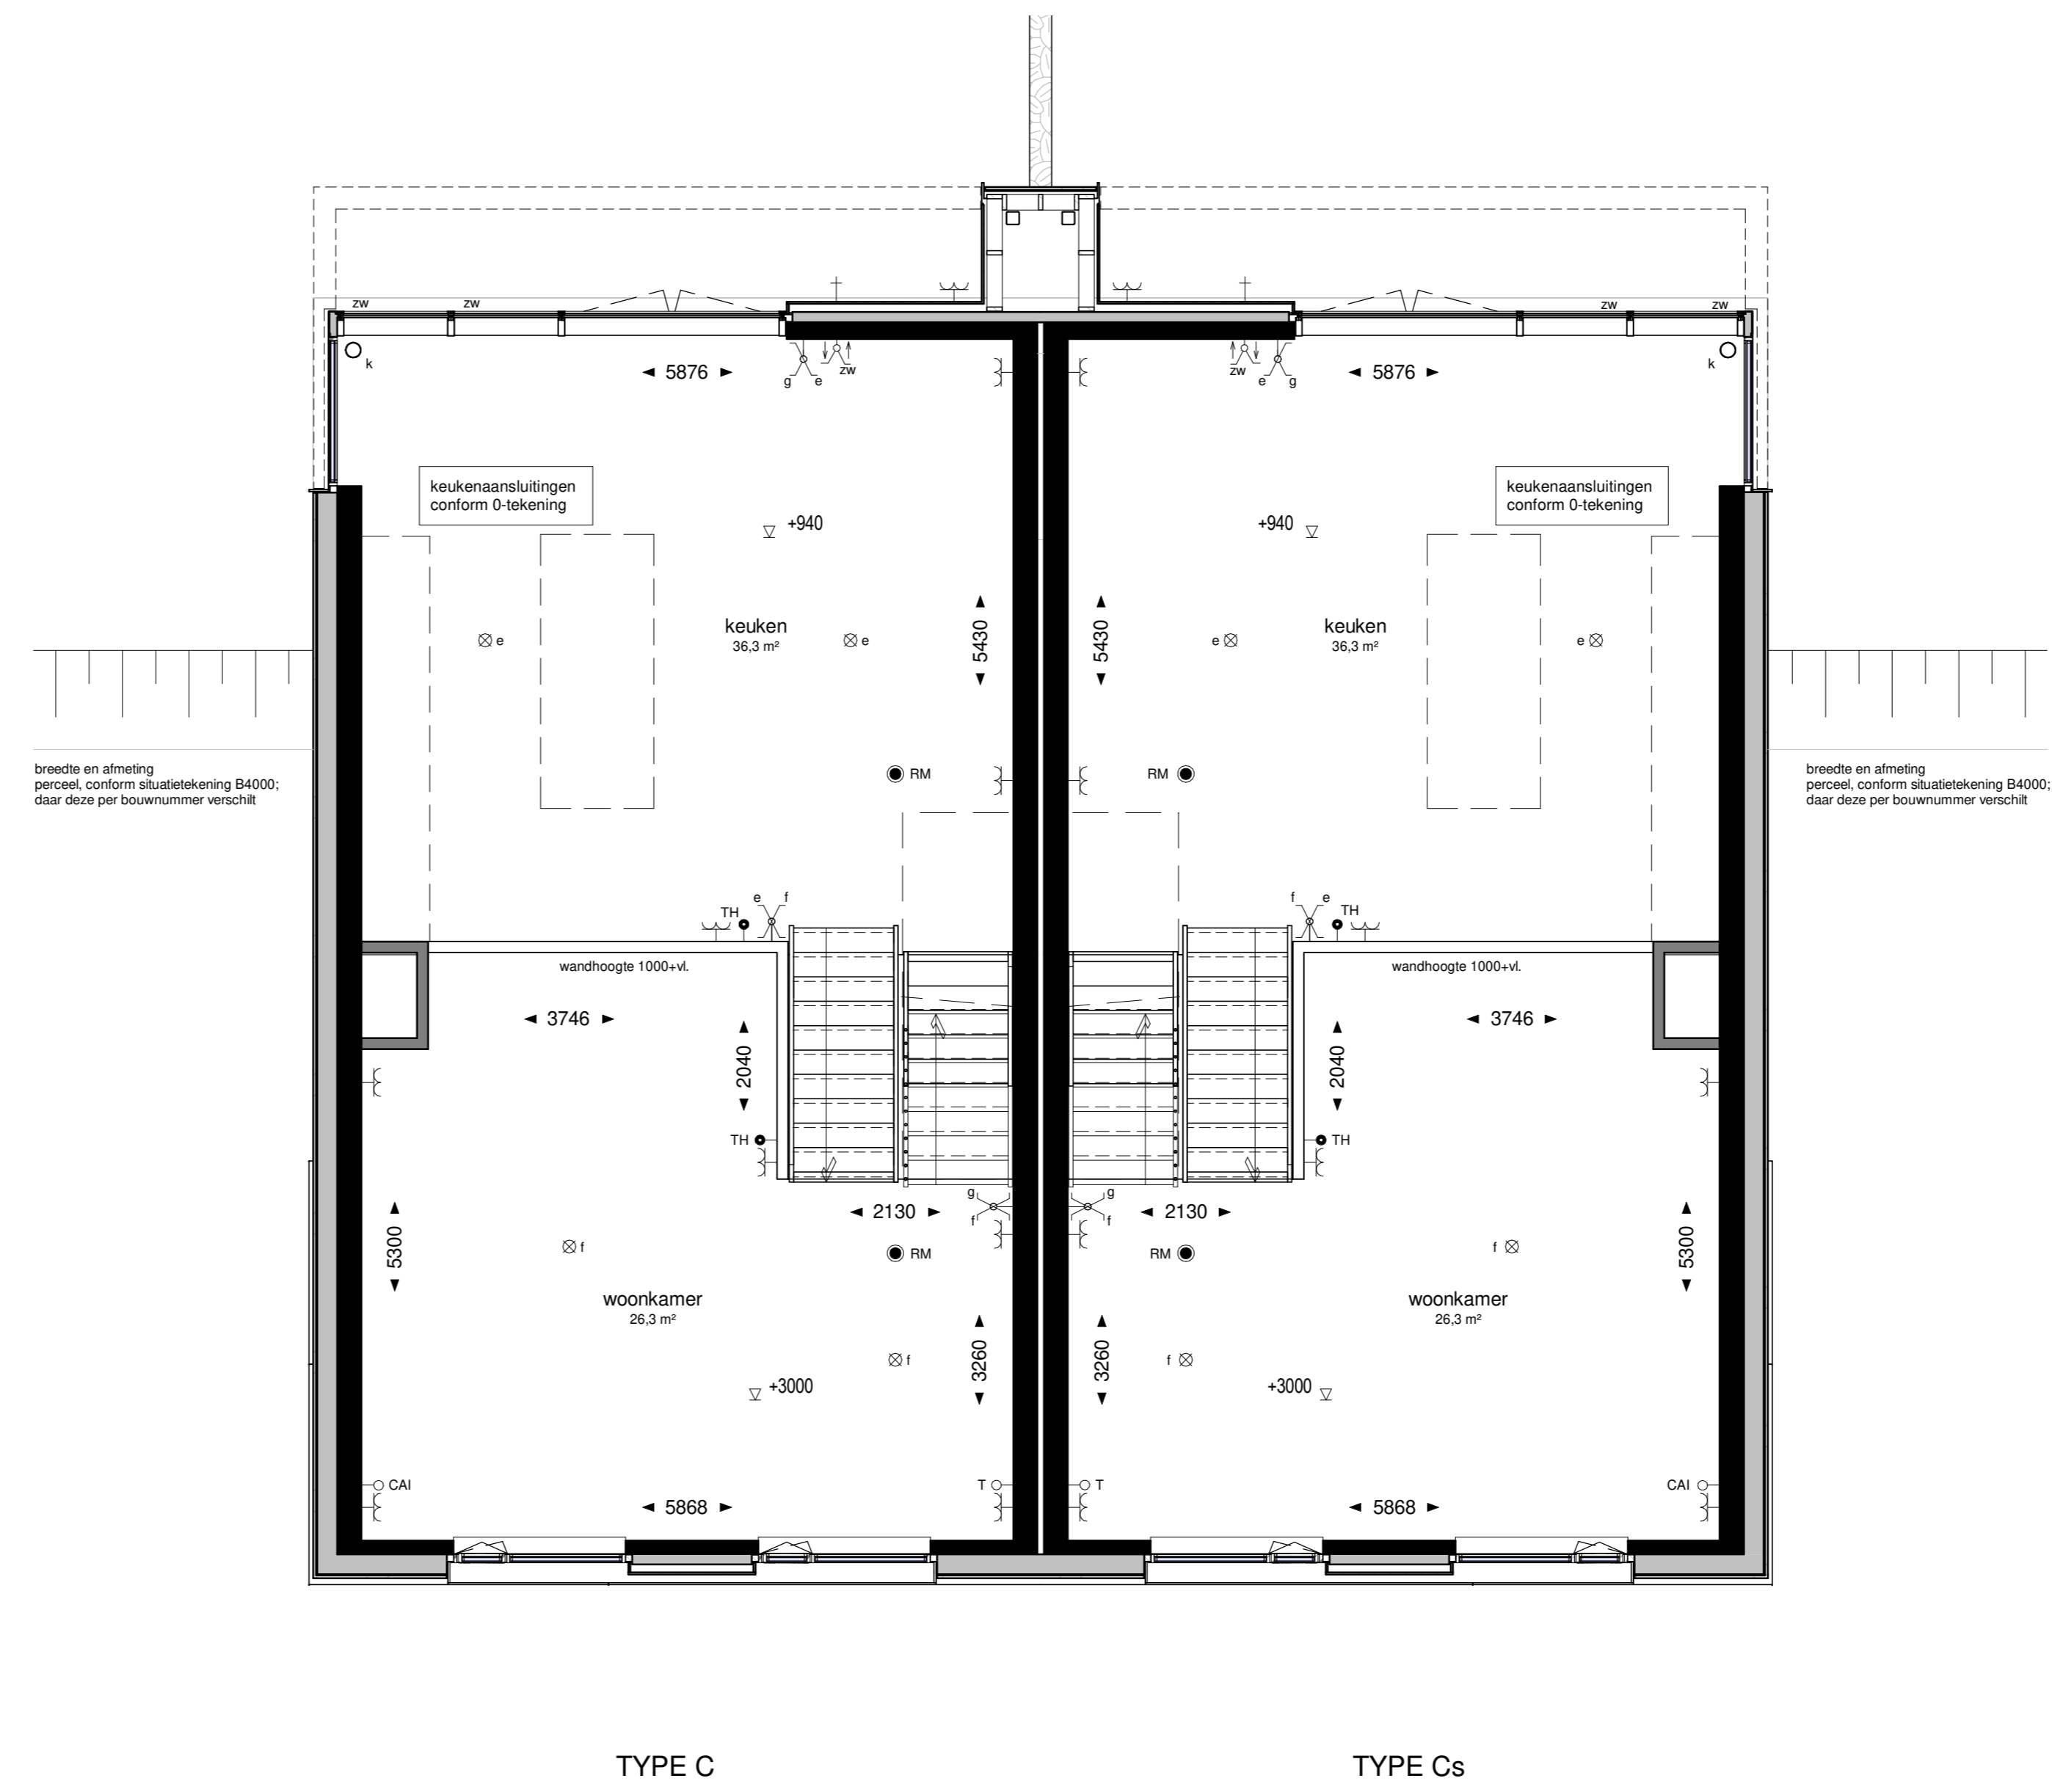 zw zw zw zw
k g e zw zw e g k
5876 5876
keukenaansluitingen
conform 0-tekening
keukenaansluitingen
conform 0-tekening
+940 +940
keuken
36,3 m²
keuken
36,3 m²
e e e e
5430 5430
breedte en afmeting
perceel, conform situatietekening B4000;
daar deze per bouwnummer verschilt
RM RM
breedte en afmeting
perceel, conform situatietekening B4000;
daar deze per bouwnummer verschilt
TH e f f e TH
wandhoogte 1000+vl. wandhoogte 1000+vl.
3746 3746
2040 2040
TH TH
g f g f
2130 2130
5300 5300
f RM RM f
woonkamer
26,3 m²
woonkamer
26,3 m²
3260 3260
f f
+3000 +3000
CAI T T CAI
5868 5868
TYPE C TYPE Cs